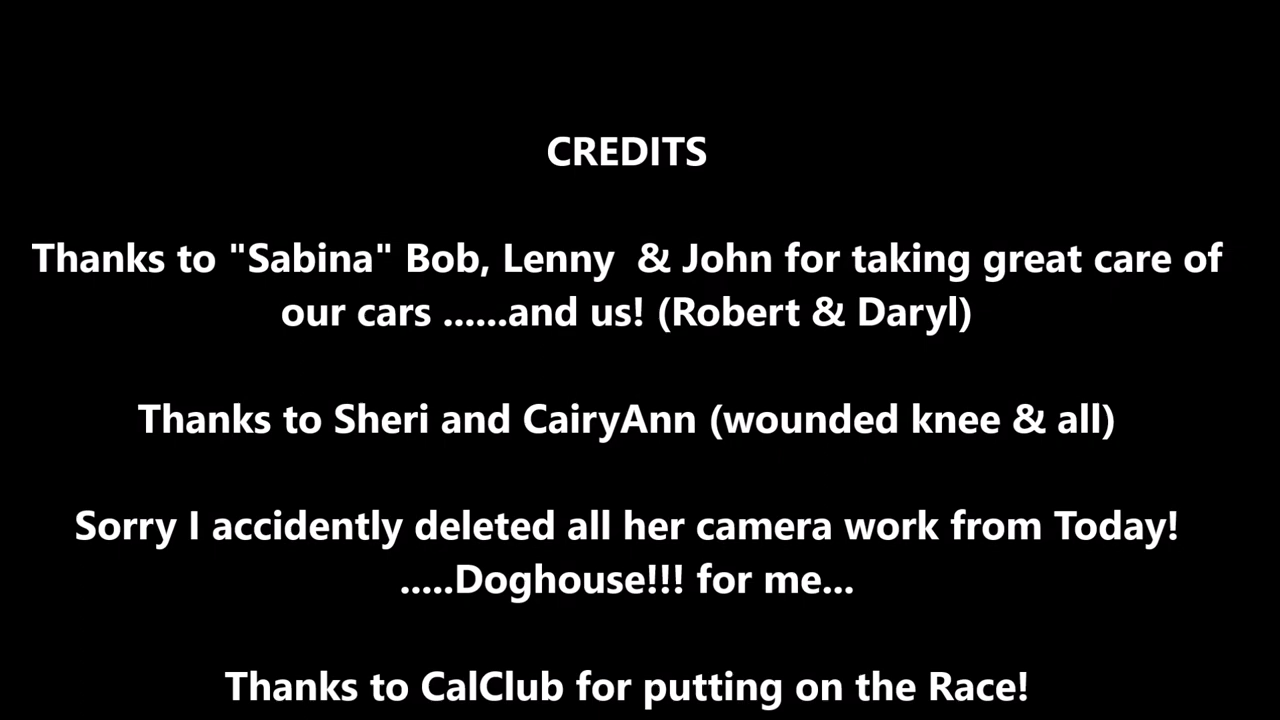 CREDITS
Thanks to "Sabina" Bob, Lenny  & John for taking great care of
our cars ......and us! (Robert & Daryl)
Thanks to Sheri and CairyAnn (wounded knee & all)
Sorry I accidently deleted all her camera work from Today!
.....Doghouse!!! for me...
Thanks to CalClub for putting on the Race!